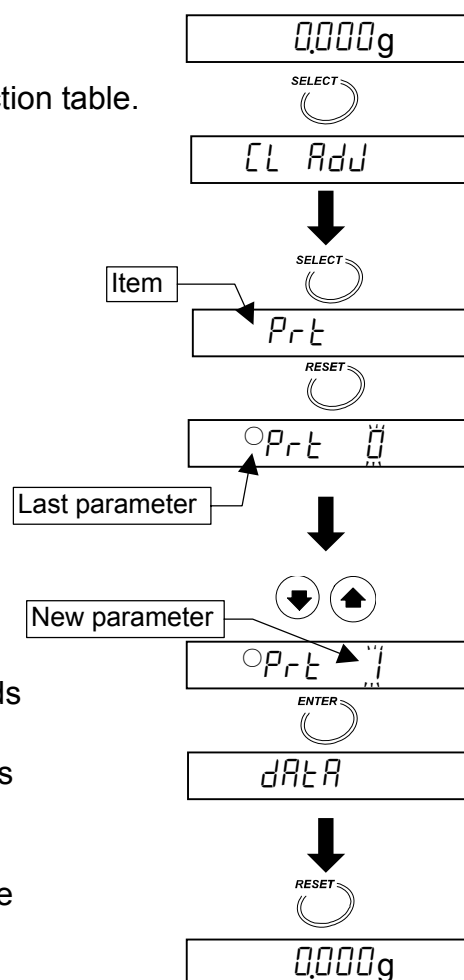 0.000g
SELECT
ction table.
CL AdJ
SELECT
Item
Prt
RESET
Prt 0
Last parameter
New parameter
Prt 1
ds
ENTER
s
dAtA
e
RESET
0.000g